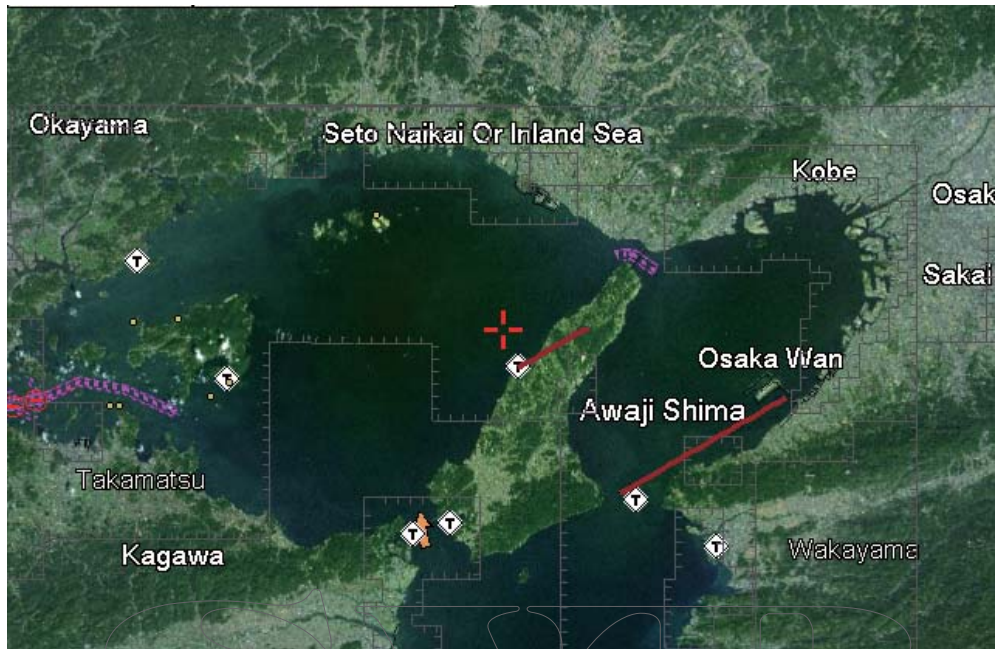 Okayama
Seto Naikai Or Inland Sea
Kobe
Osak
Sakai
Osaka Wan
Awaji Shima
Takamatsu
Kagawa
Wakayama
T
T
T
T
T
T
T